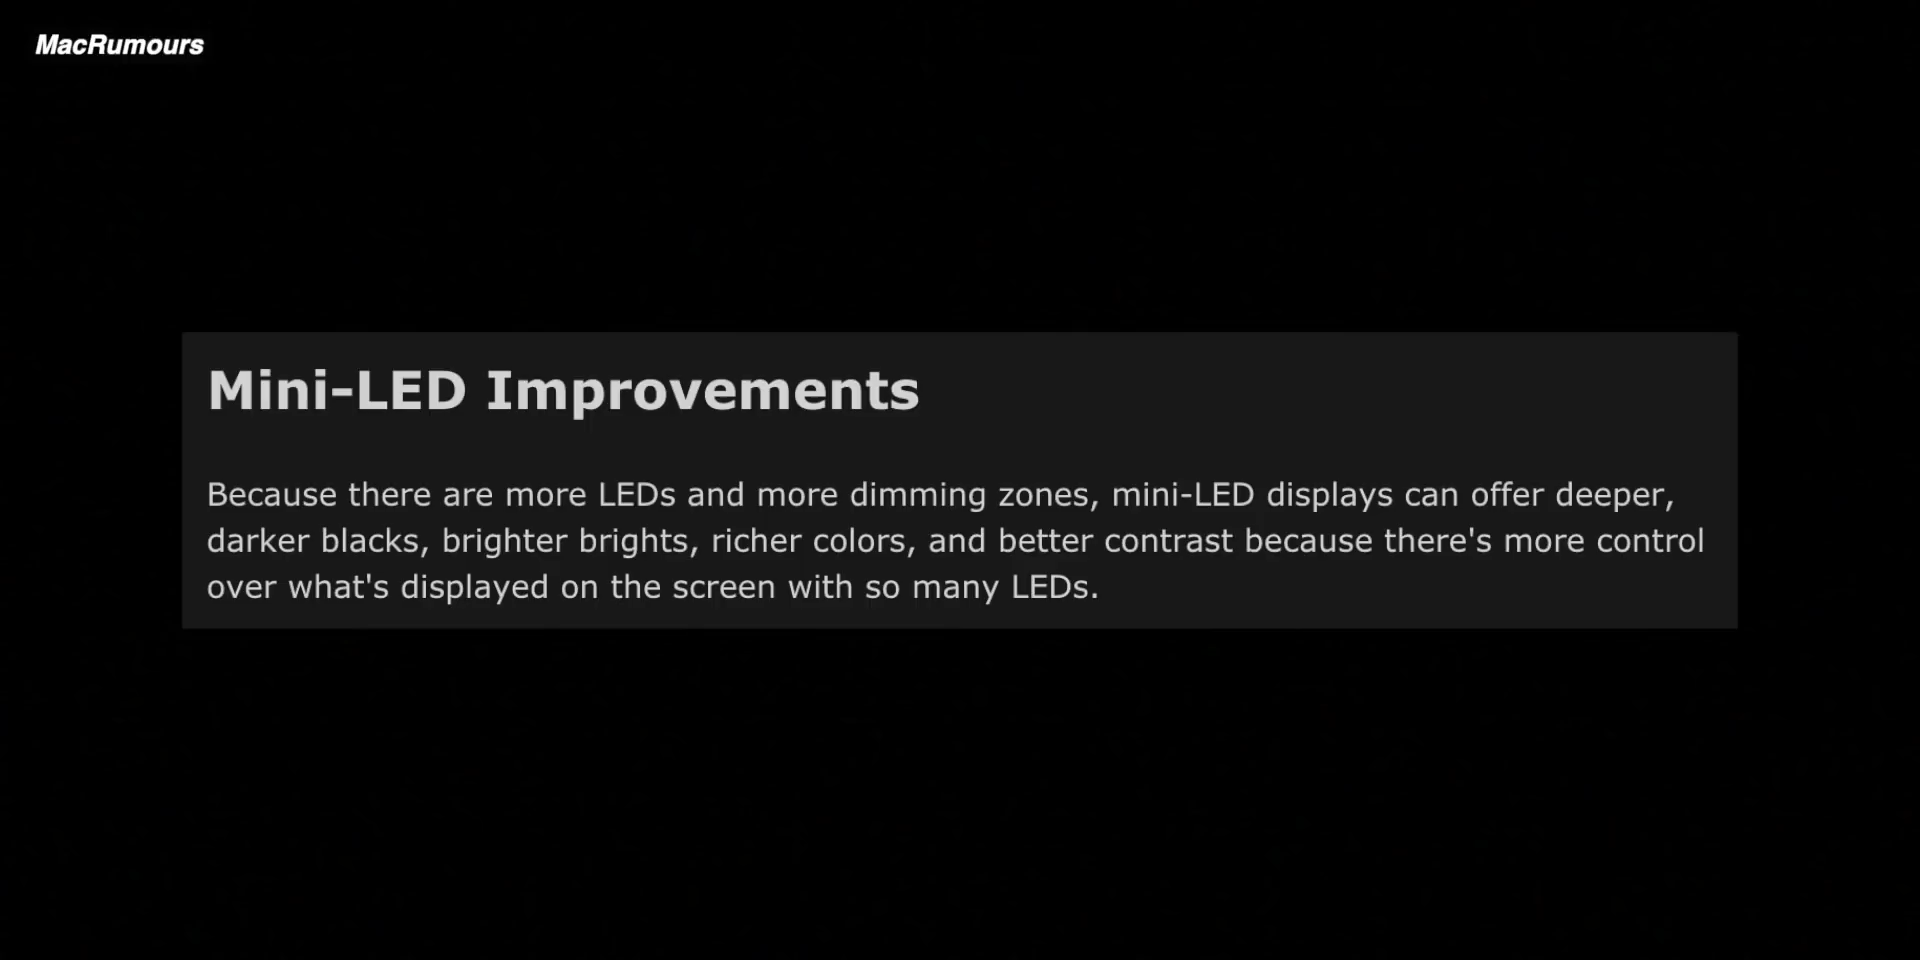 MacRumours
Mini-LED Improvements
Because there are more LEDs and more dimming zones, mini-LED displays can offer deeper,
darker blacks, brighter brights, richer colors, and better contrast because there's more control
over what's displayed on the screen with so many LEDs.